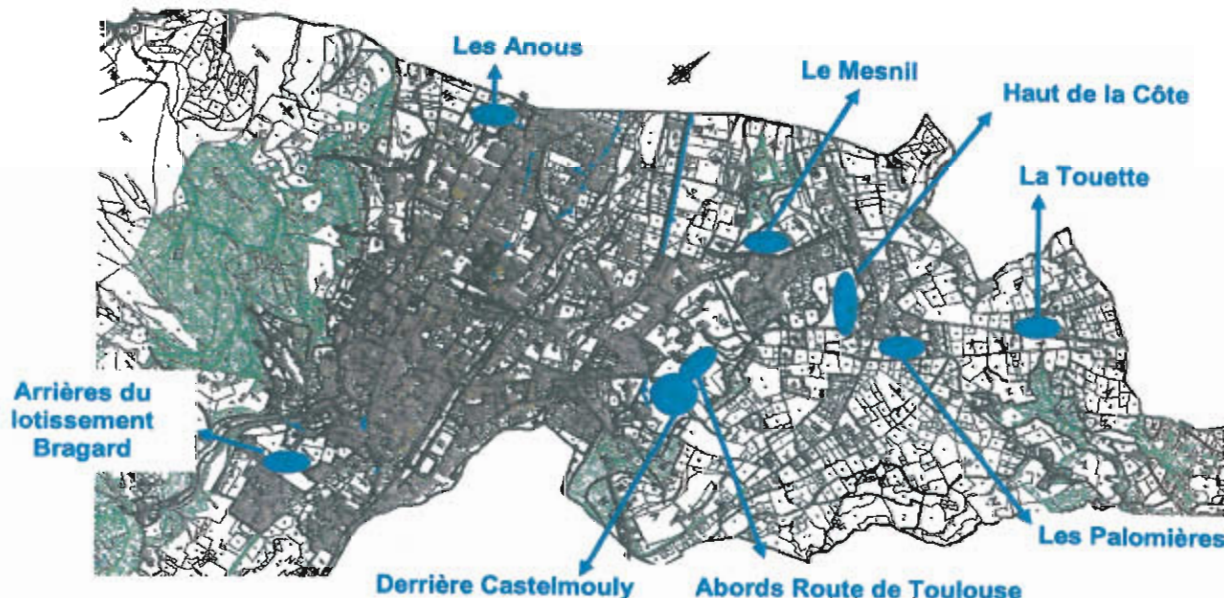 Les Anous
Le Mesnil
Haut de la Côte
La Touette
Arrières du
lotissement
Bragard
Les Palomières
Derrière Castelmouly
Abords Route de Toulouse